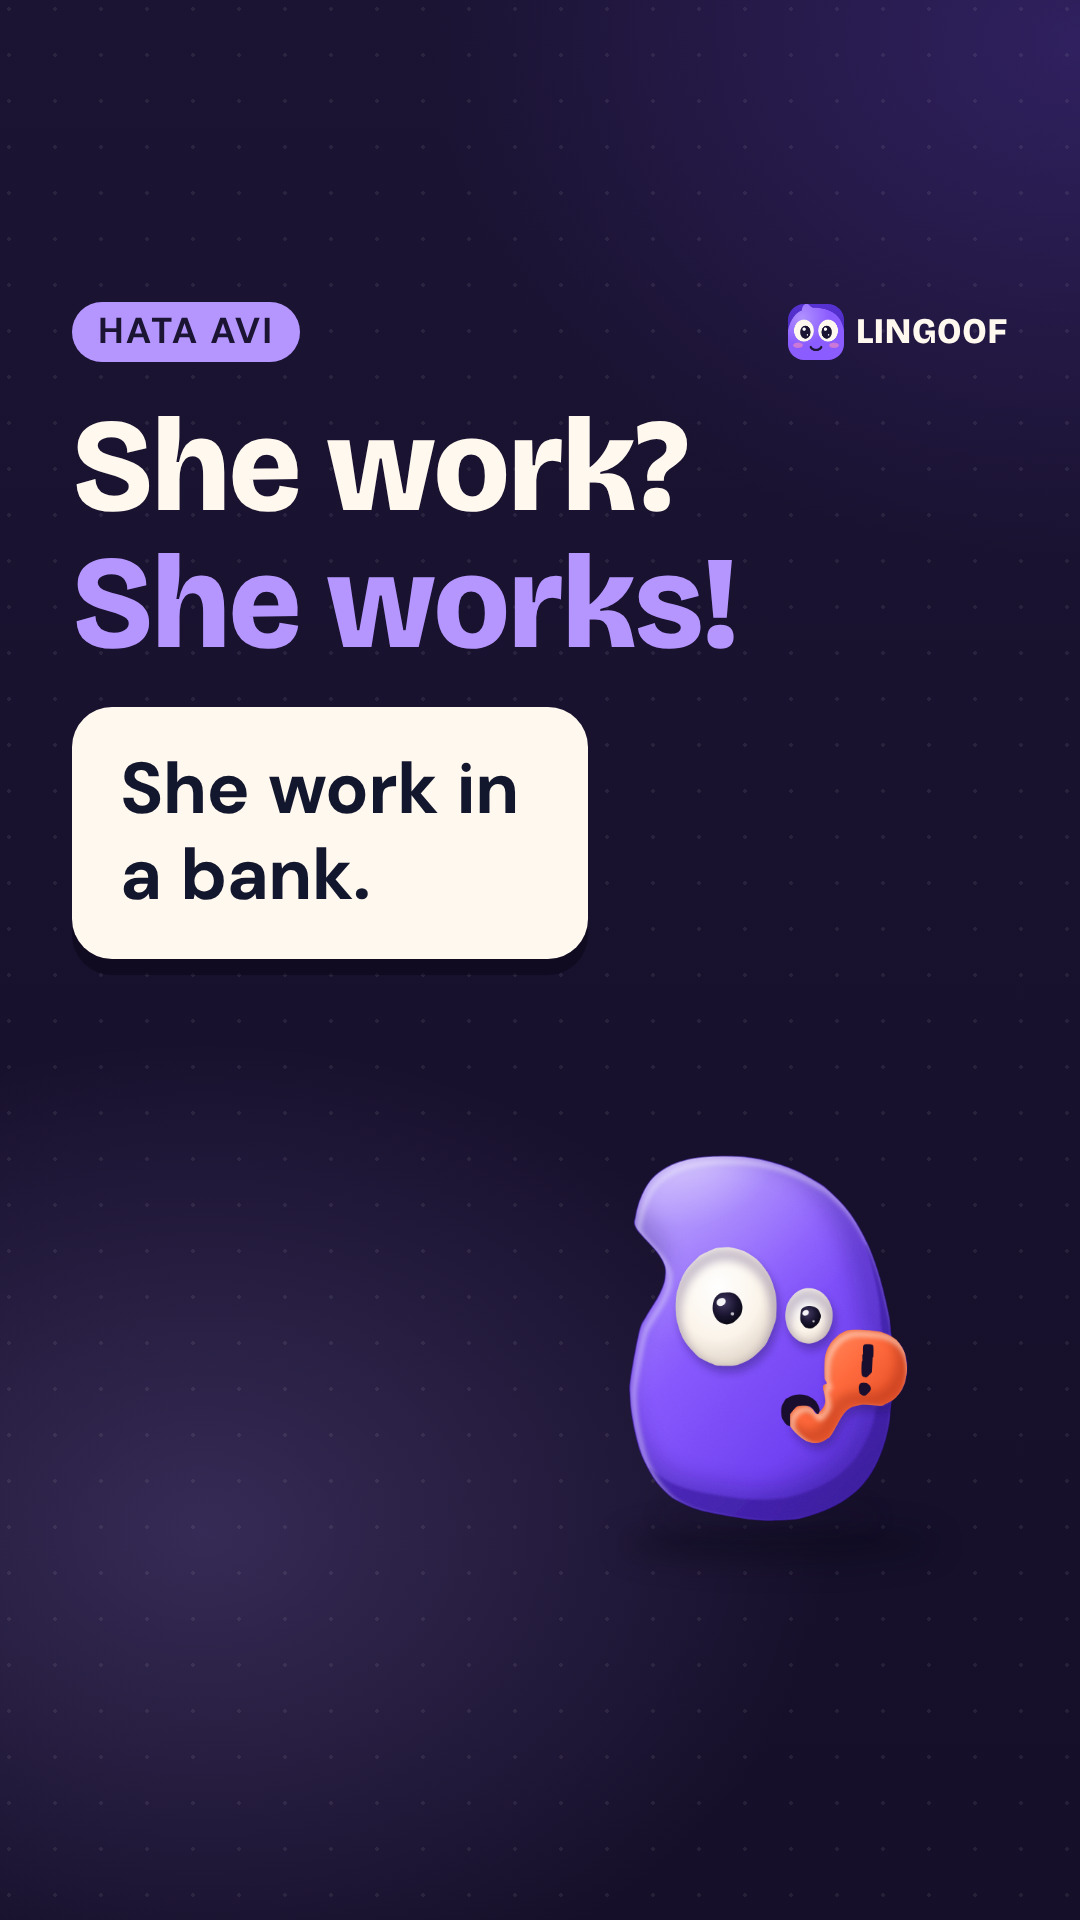 HATA AVI
LINGOOF
She work?
She works!
She work in
a bank.
!